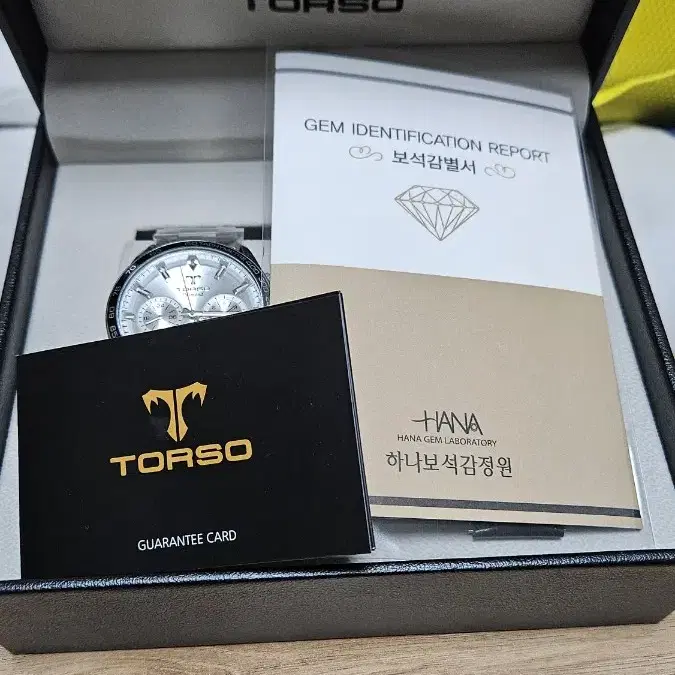 TORSO
GEM IDENTIFICATION REPORT
보석감별서
TORSO
TORSO
GUARANTEE CARD
HANA
HANA GEM LABORATORY
하나보석감정원